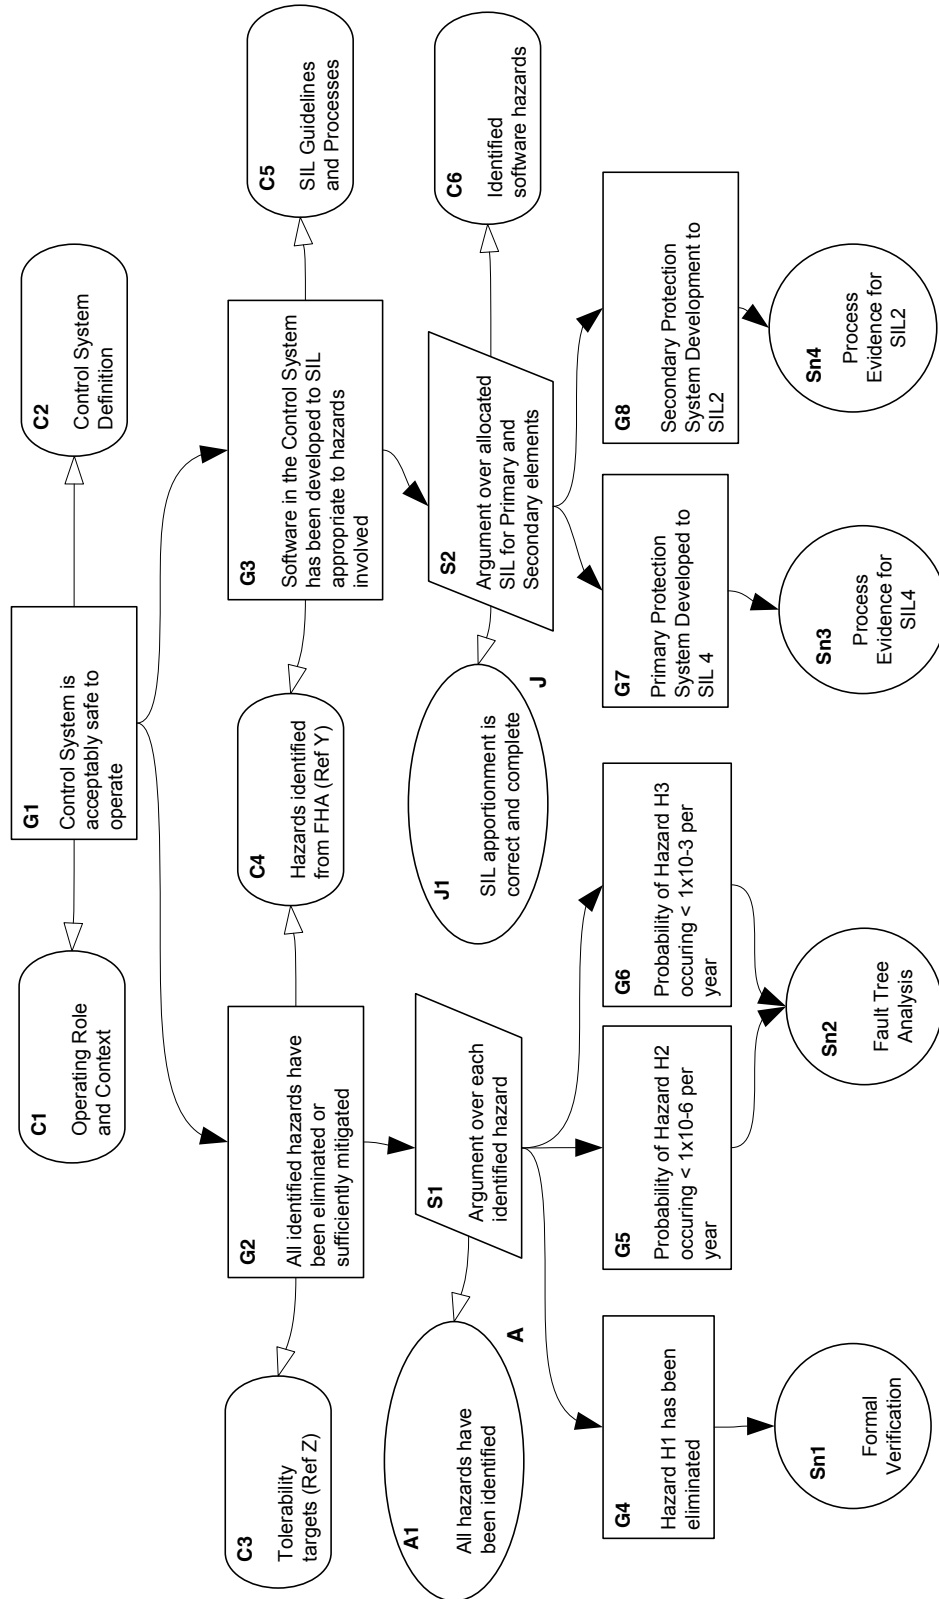 G1
Control System is
acceptably safe to
operate
C1
Operating Role
and Context
C2
Control System
Definition
C3
Tolerability
targets (Ref Z)
G2
All identified hazards have
been eliminated or
sufficiently mitigated
C4
Hazards identified
from FHA (Ref Y)
G3
Software in the Control System
has been developed to SIL
appropriate to hazards
involved
C5
SIL Guidelines
and Processes
A1
All hazards have
been identified
A
S1
Argument over each
identified hazard
J1
SIL apportionment is
correct and complete
J
S2
Argument over allocated
SIL for Primary and
Secondary elements
C6
Identified
software hazards
G4
Hazard H1 has been
eliminated
G5
Probability of Hazard H2
occuring < 1x10-6 per
year
G6
Probability of Hazard H3
occuring < 1x10-3 per
year
G7
Primary Protection
System Developed to
SIL 4
G8
Secondary Protection
System Development to
SIL2
Sn1
Formal
Verification
Sn2
Fault Tree
Analysis
Sn3
Process
Evidence for
SIL4
Sn4
Process
Evidence for
SIL2